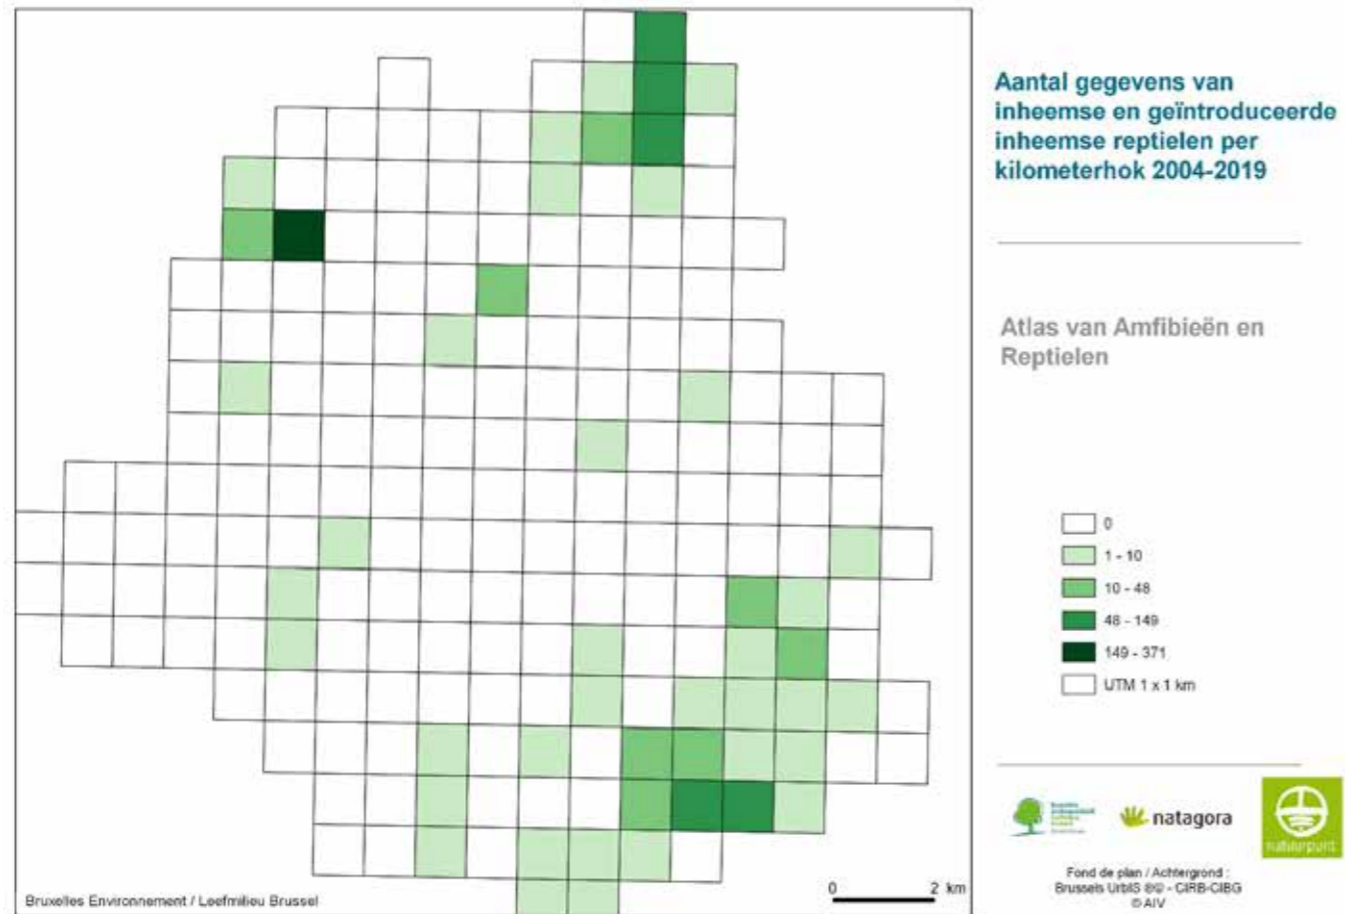 Aantal gegevens van
inheemse en geïntroduceerde
inheemse reptielen per
kilometerhok 2004-2019
Atlas van Amfibieën en
Reptielen
0
1 - 10
10 - 48
48 - 149
149 - 371
UTM 1 x 1 km
natagora
natuurpunt
Fond de plan / Achtergrond :
Brussels UrbIS ®© - CIRB-CIBG
© AIV
0 2 km
Bruxelles Environnement / Leefmilieu Brussel